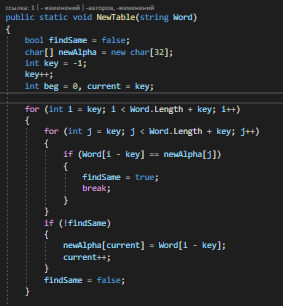 ссылка: 1 | - изменений | -авторов, -изменений
public static void NewTable(string Word)
{
bool findSame = false;
char[] newAlpha = new char[32];
int key = -1;
key++;
int beg = 0, current = key;
for (int i = key; i < Word.Length + key; i++)
{
for (int j = key; j < Word.Length + key; j++)
{
if (Word[i - key] == newAlpha[j])
{
findSame = true;
break;
}
}
if (!findSame)
{
newAlpha[current] = Word[i - key];
current++;
}
findSame = false;
}